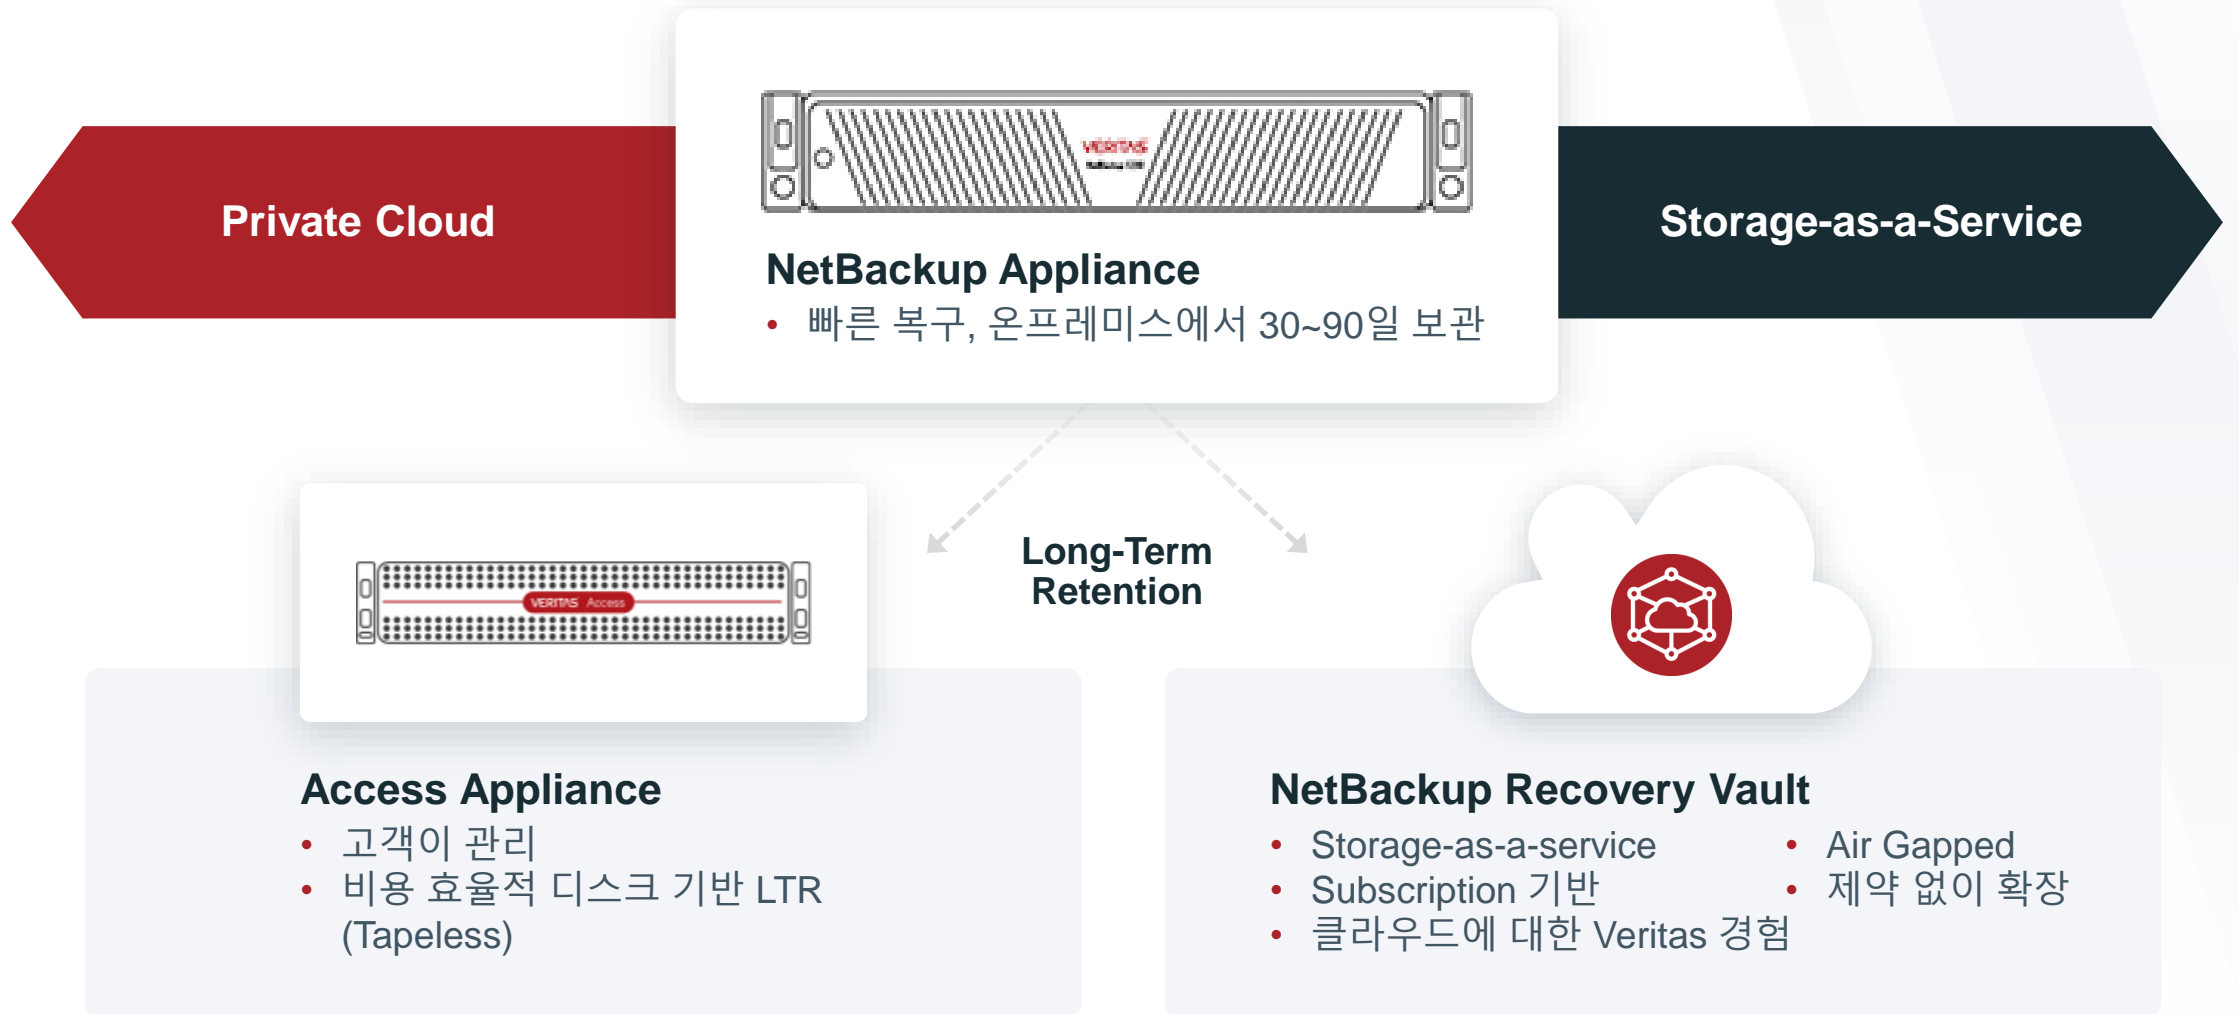 VERITAS
Private Cloud
Storage-as-a-Service
NetBackup Appliance
• 빠른 복구, 온프레미스에서 30~90일 보관
Long-Term
Retention
VERITAS Access
Access Appliance
• 고객이 관리
• 비용 효율적 디스크 기반 LTR
(Tapeless)
NetBackup Recovery Vault
• Storage-as-a-service
• Subscription 기반
• 클라우드에 대한 Veritas 경험
• Air Gapped
• 제약 없이 확장